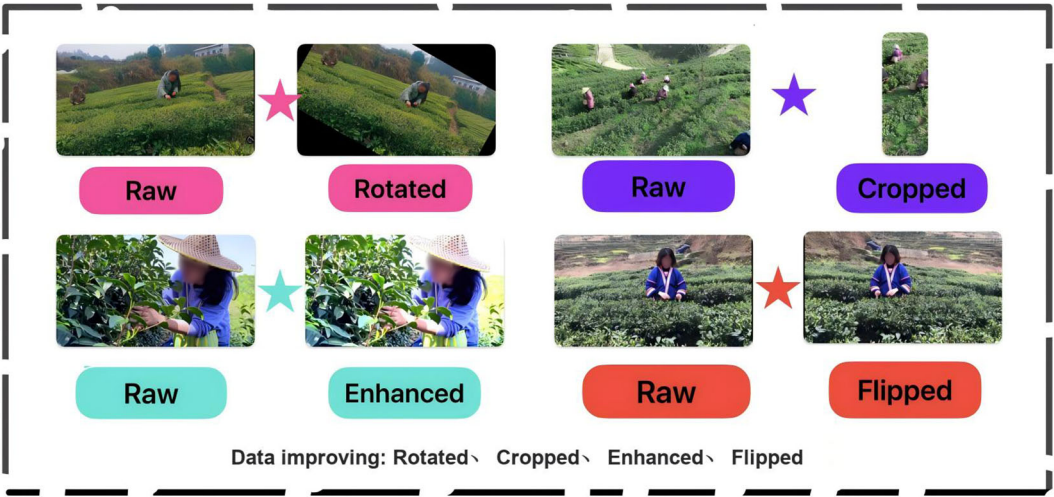 Raw Rotated Raw Cropped
Raw Enhanced Raw Flipped
Data improving: Rotated、 Cropped、 Enhanced、 Flipped